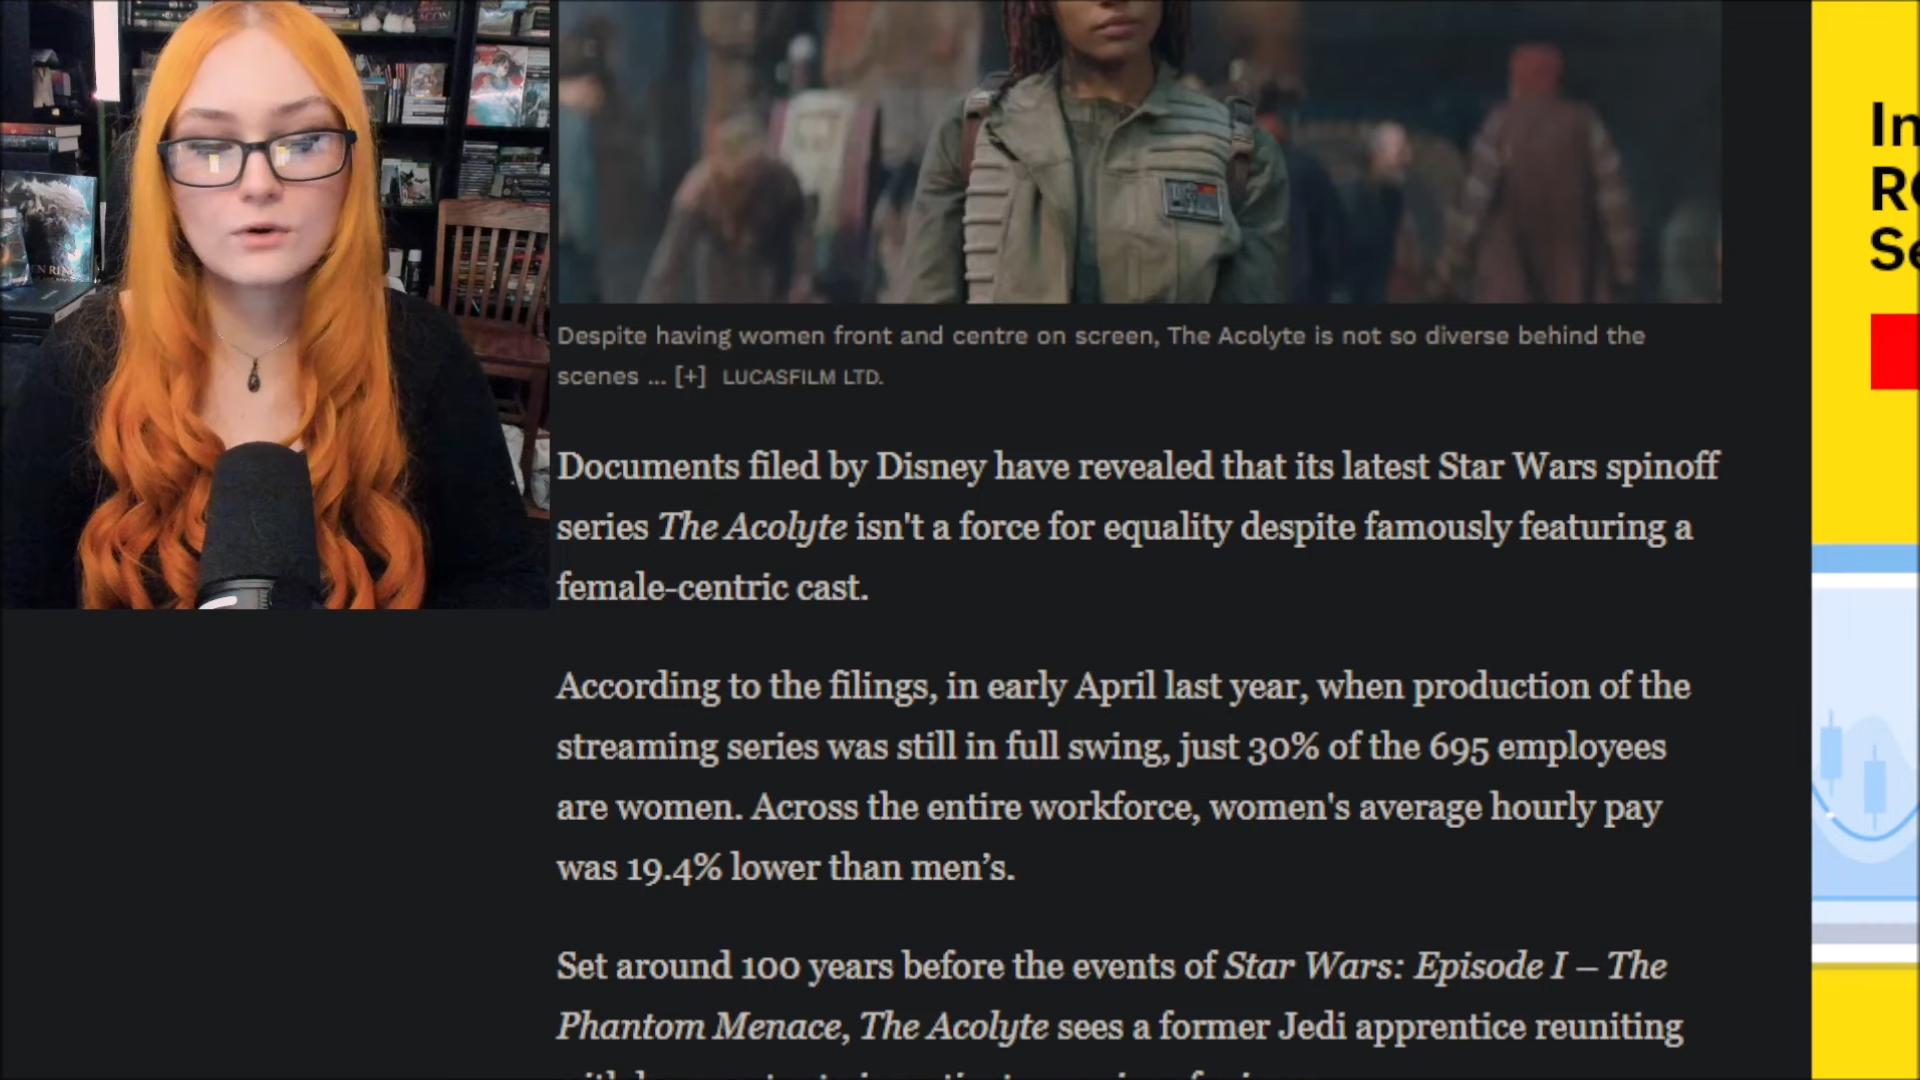 Despite having women front and centre on screen, The Acolyte is not so diverse behind the
scenes ... [+] LUCASFILM LTD.
Documents filed by Disney have revealed that its latest Star Wars spinoff
series The Acolyte isn't a force for equality despite famously featuring a
female-centric cast.
According to the filings, in early April last year, when production of the
streaming series was still in full swing, just 30% of the 695 employees
are women. Across the entire workforce, women's average hourly pay
was 19.4% lower than men’s.
Set around 100 years before the events of Star Wars: Episode I – The
Phantom Menace, The Acolyte sees a former Jedi apprentice reuniting